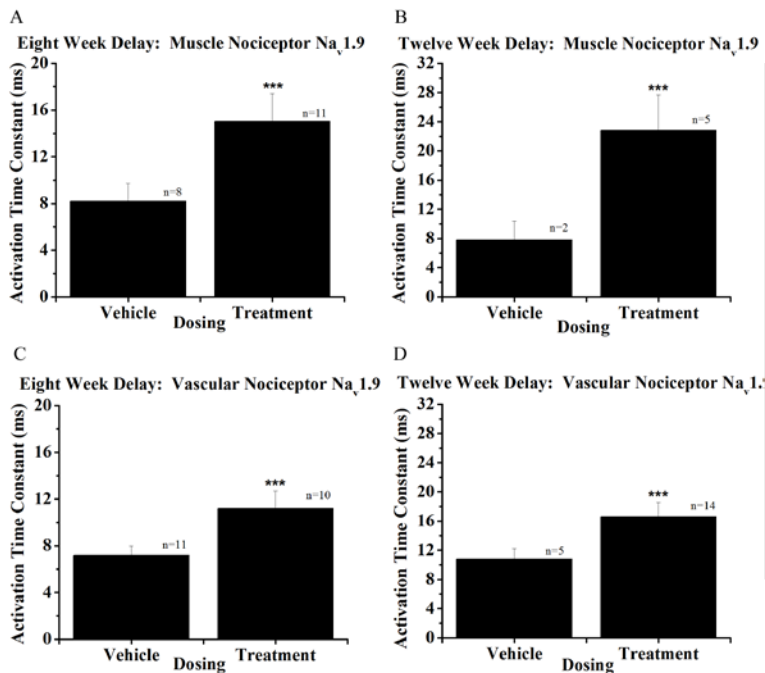 A
Eight Week Delay: Muscle Nociceptor Naᵥ1.9
Activation Time Constant (ms)
20
16
12
8
4
0
***
n=8
n=11
Vehicle
Treatment
Dosing
B
Twelve Week Delay: Muscle Nociceptor Naᵥ1.9
Activation Time Constant (ms)
32
28
24
20
16
12
8
4
0
***
n=2
n=5
Vehicle
Treatment
Dosing
C
Eight Week Delay: Vascular Nociceptor Naᵥ1.9
Activation Time Constant (ms)
20
16
12
8
4
0
***
n=11
n=10
Vehicle
Treatment
Dosing
D
Twelve Week Delay: Vascular Nociceptor Naᵥ1.9
Activation Time Constant (ms)
32
28
24
20
16
12
8
4
0
***
n=5
n=14
Vehicle
Treatment
Dosing